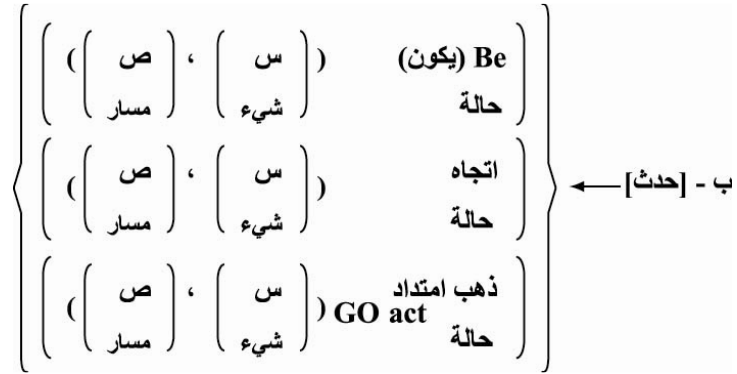 Be (يكون) ( ( س ) ، ( ص ) )
حالة شيء مسار
ب - [حدث] ← اتجاه ( ( س ) ، ( ص ) )
حالة شيء مسار
ذهب امتداد GO act ( ( س ) ، ( ص ) )
حالة شيء مسار